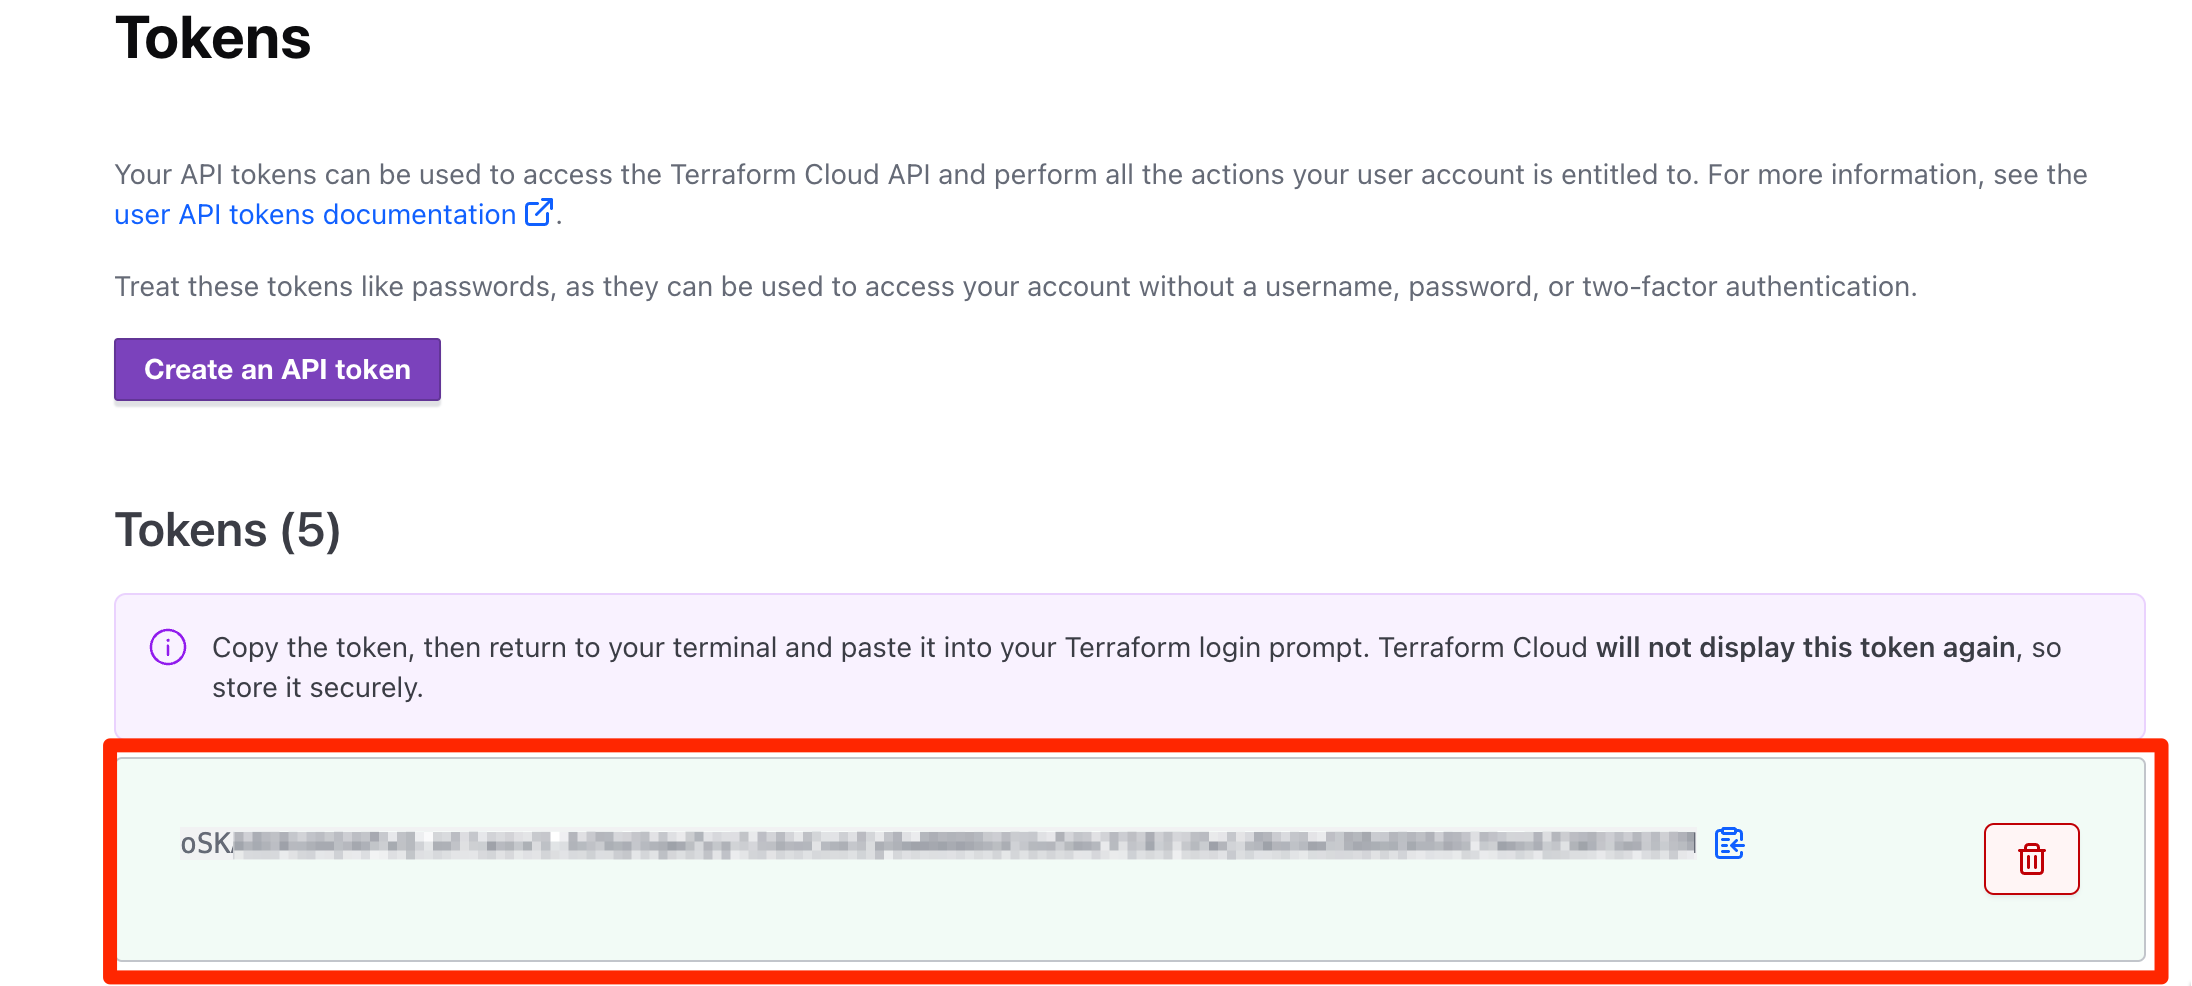 Tokens
Your API tokens can be used to access the Terraform Cloud API and perform all the actions your user account is entitled to. For more information, see the
user API tokens documentation.
Treat these tokens like passwords, as they can be used to access your account without a username, password, or two-factor authentication.
Create an API token
Tokens (5)
Copy the token, then return to your terminal and paste it into your Terraform login prompt. Terraform Cloud will not display this token again, so
store it securely.
oSK